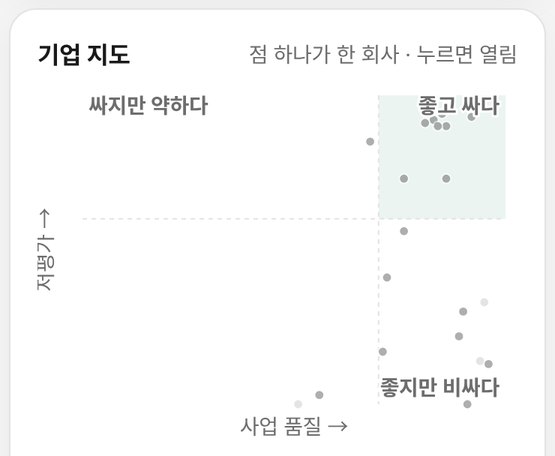 기업 지도
점 하나가 한 회사 · 누르면 열림
싸지만 약하다
좋고 싸다
저평가 →
좋지만 비싸다
사업 품질 →